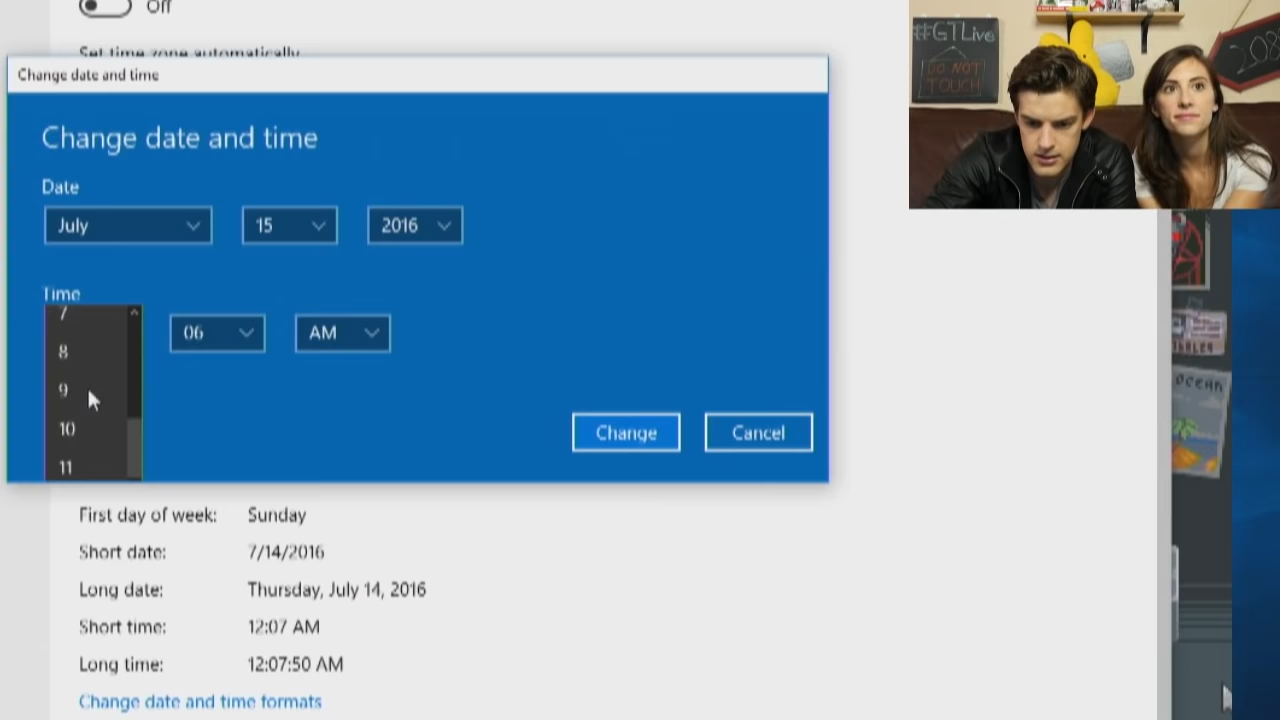 Off
Set time zone automatically
Change date and time
Change date and time
Date
July 15 2016
Time
7
8
9
10
11
06 AM
Change Cancel
First day of week: Sunday
Short date: 7/14/2016
Long date: Thursday, July 14, 2016
Short time: 12:07 AM
Long time: 12:07:50 AM
Change date and time formats
#GTLive
DO NOT
TOUCH
208
OCEAN